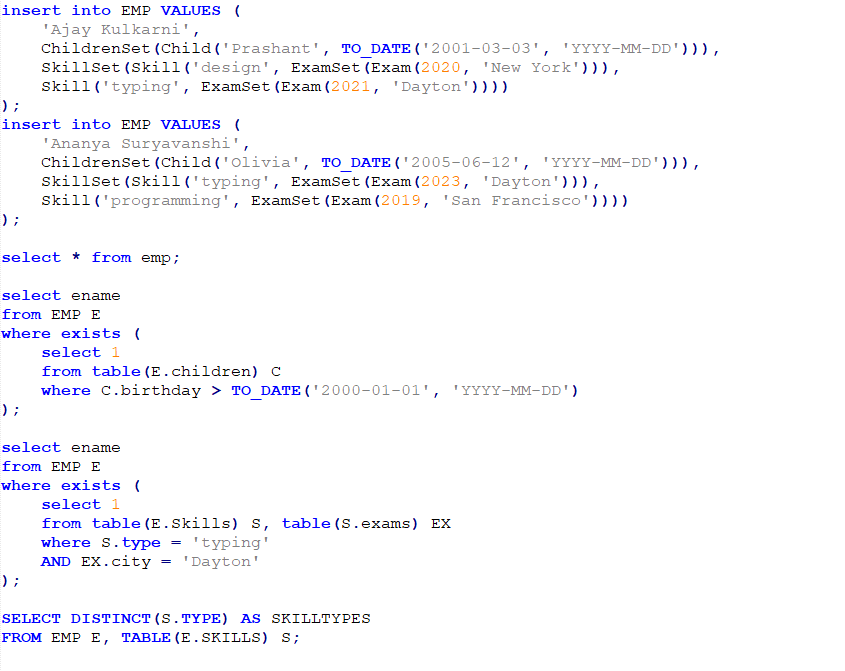 insert into EMP VALUES (
    'Ajay Kulkarni',
    ChildrenSet(Child('Prashant', TO_DATE('2001-03-03', 'YYYY-MM-DD'))),
    SkillSet(Skill('design', ExamSet(Exam(2020, 'New York'))),
    Skill('typing', ExamSet(Exam(2021, 'Dayton'))))
);
insert into EMP VALUES (
    'Ananya Suryavanshi',
    ChildrenSet(Child('Olivia', TO_DATE('2005-06-12', 'YYYY-MM-DD'))),
    SkillSet(Skill('typing', ExamSet(Exam(2023, 'Dayton'))),
    Skill('programming', ExamSet(Exam(2019, 'San Francisco'))))
);

select * from emp;

select ename
from EMP E
where exists (
    select 1
    from table(E.children) C
    where C.birthday > TO_DATE('2000-01-01', 'YYYY-MM-DD')
);

select ename
from EMP E
where exists (
    select 1
    from table(E.Skills) S, table(S.exams) EX
    where S.type = 'typing'
    AND EX.city = 'Dayton'
);

SELECT DISTINCT(S.TYPE) AS SKILLTYPES
FROM EMP E, TABLE(E.SKILLS) S;